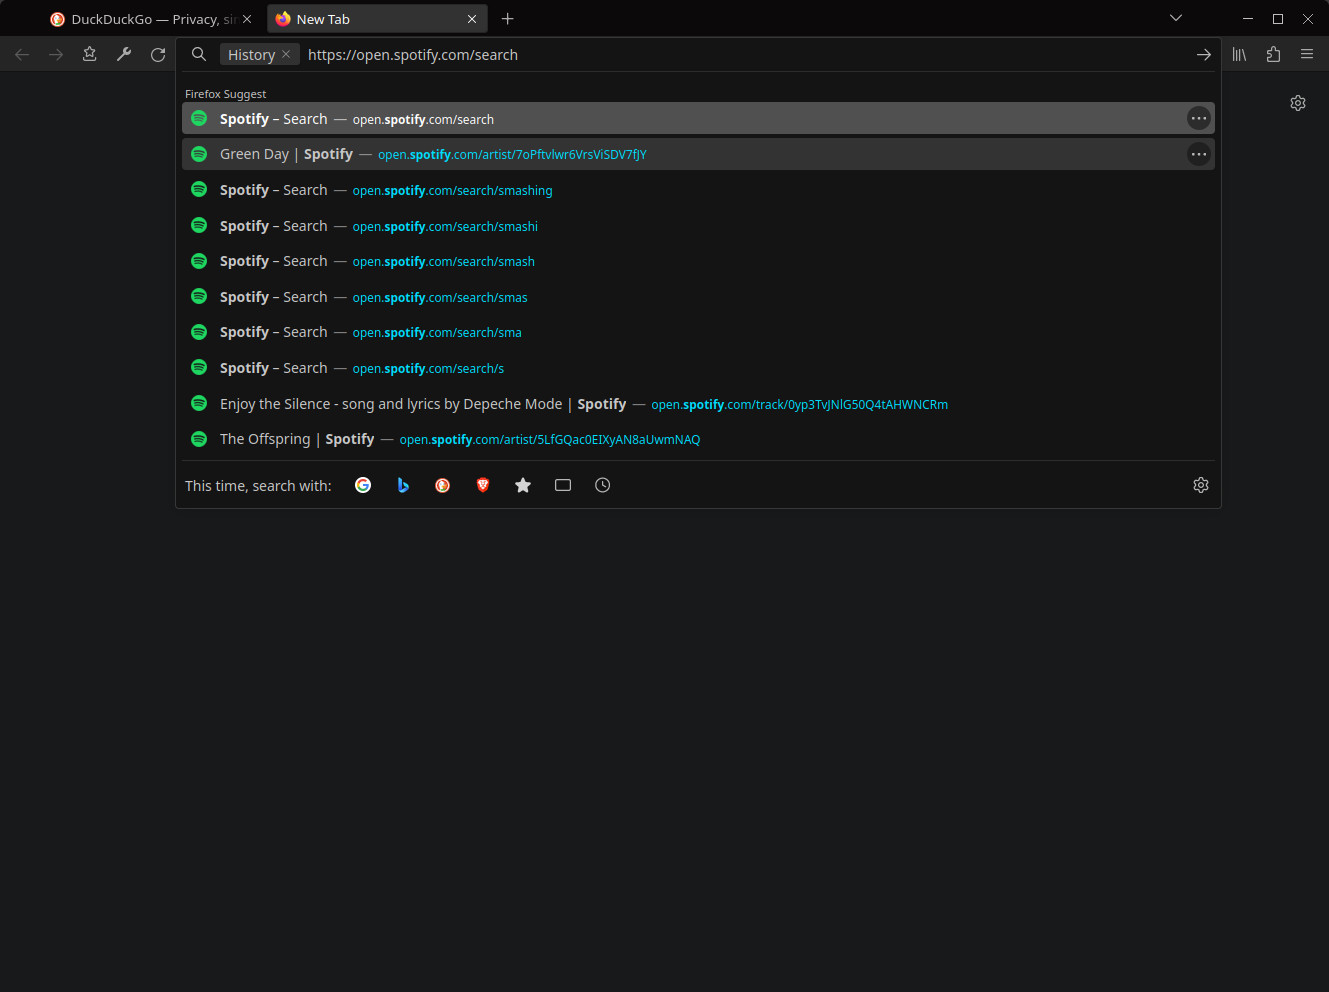 DuckDuckGo — Privacy, si
New Tab
History https://open.spotify.com/search
Firefox Suggest
Spotify – Search — open.spotify.com/search
Green Day | Spotify — open.spotify.com/artist/7oPftvlwr6VrsViSDV7fJY
Spotify – Search — open.spotify.com/search/smashing
Spotify – Search — open.spotify.com/search/smashi
Spotify – Search — open.spotify.com/search/smash
Spotify – Search — open.spotify.com/search/smas
Spotify – Search — open.spotify.com/search/sma
Spotify – Search — open.spotify.com/search/s
Enjoy the Silence - song and lyrics by Depeche Mode | Spotify — open.spotify.com/track/0yp3TvJNlG50Q4tAHWNCRm
The Offspring | Spotify — open.spotify.com/artist/5LfGQac0EIXyAN8aUwmNAQ
This time, search with: